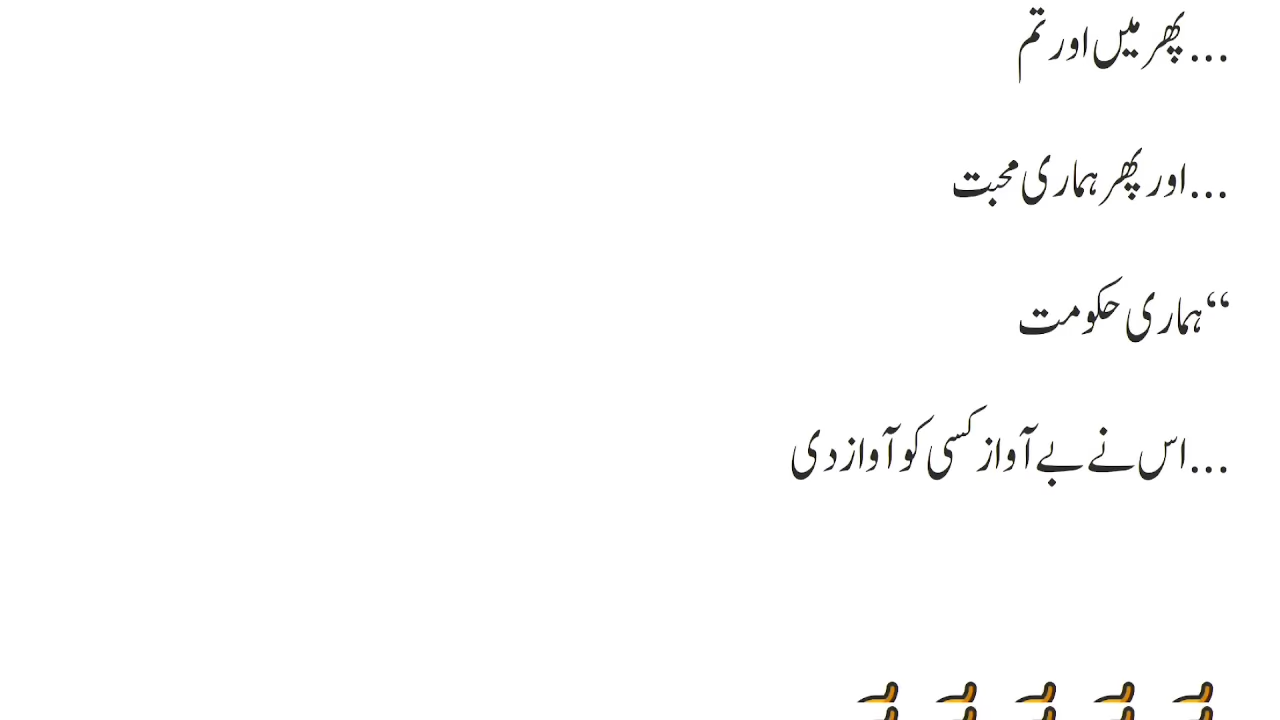 ...پھر میں اور تم
...اور پھر ہماری محبت
“ہماری حکومت
...اس نے بے آواز کسی کو آواز دی